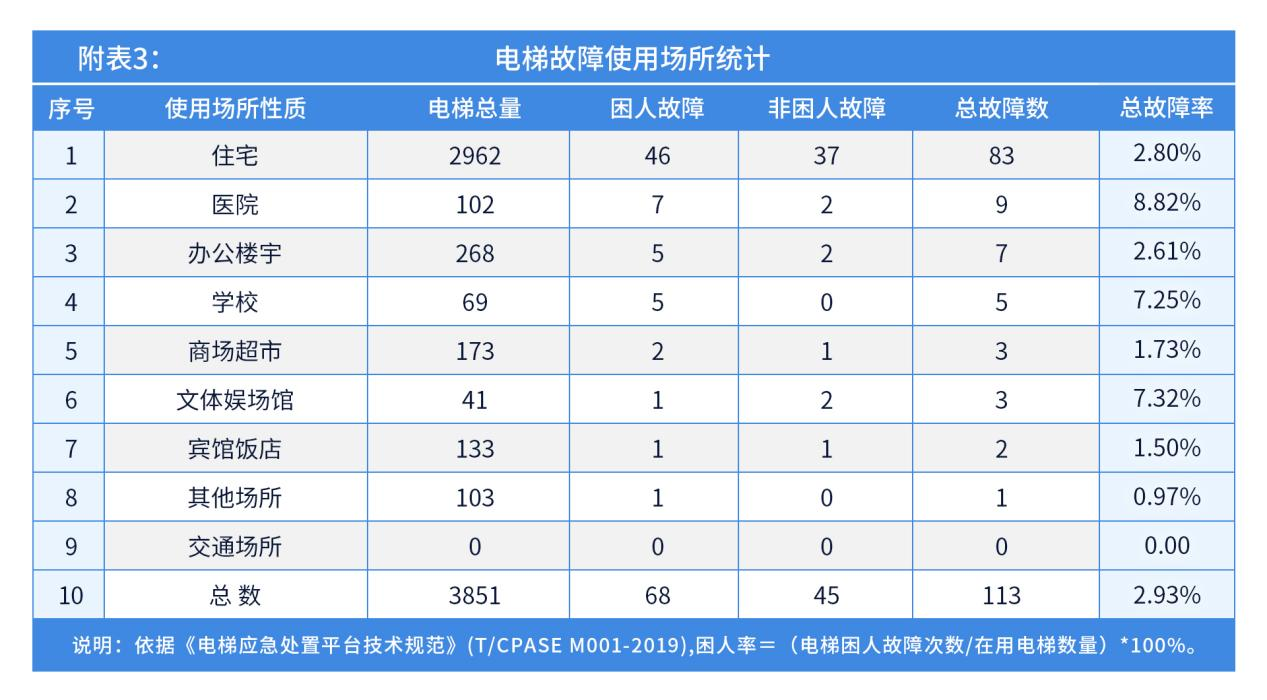 附表3： 电梯故障使用场所统计
序号 使用场所性质 电梯总量 困人故障 非困人故障 总故障数 总故障率
1 住宅 2962 46 37 83 2.80%
2 医院 102 7 2 9 8.82%
3 办公楼宇 268 5 2 7 2.61%
4 学校 69 5 0 5 7.25%
5 商场超市 173 2 1 3 1.73%
6 文体娱场馆 41 1 2 3 7.32%
7 宾馆饭店 133 1 1 2 1.50%
8 其他场所 103 1 0 1 0.97%
9 交通场所 0 0 0 0 0.00
10 总 数 3851 68 45 113 2.93%
说明：依据《电梯应急处置平台技术规范》(T/CPASE M001-2019),困人率＝（电梯困人故障次数/在用电梯数量）*100%。